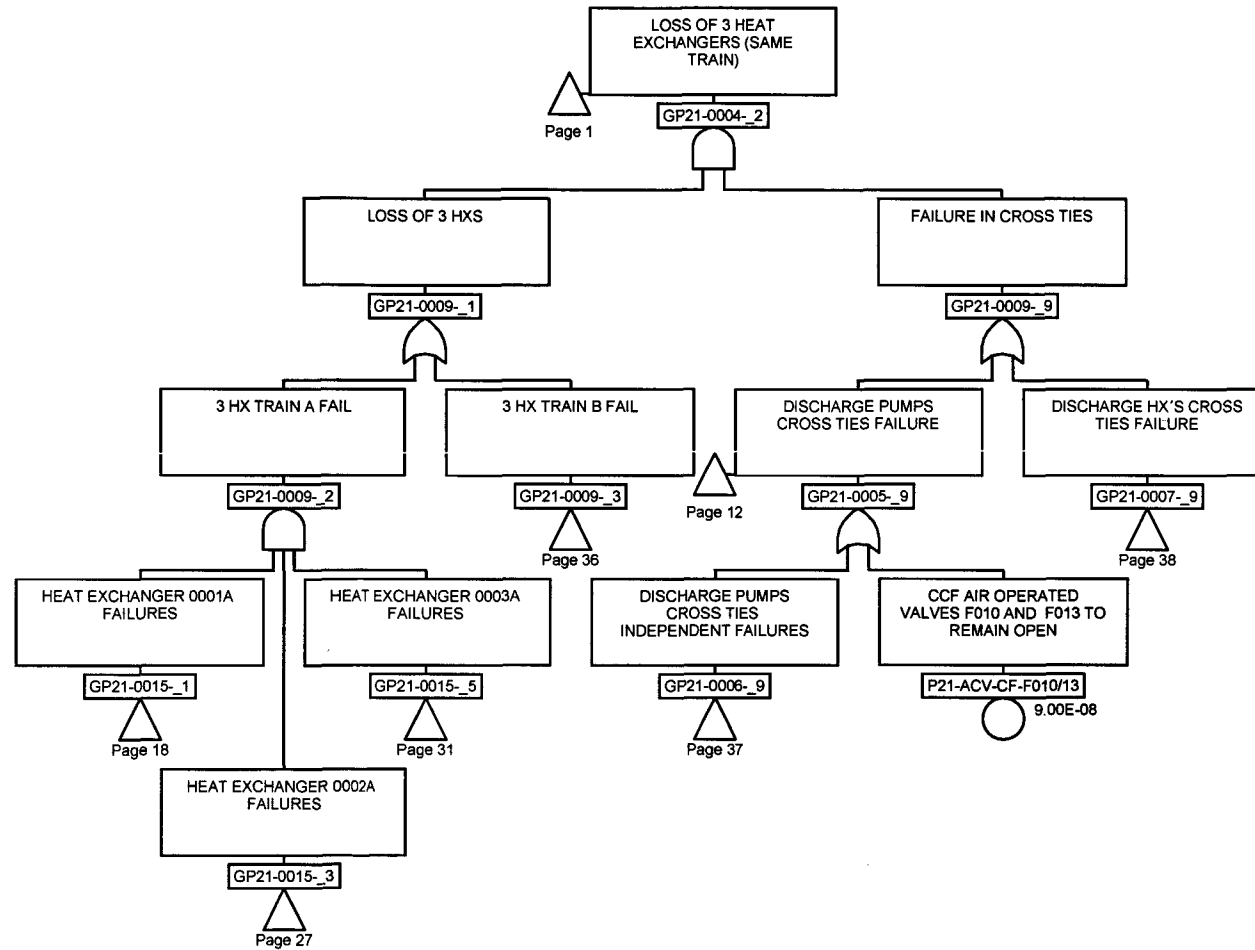 LOSS OF 3 HEAT
EXCHANGERS (SAME
TRAIN)
Page 1
GP21-0004-_2
LOSS OF 3 HXS
GP21-0009-_1
FAILURE IN CROSS TIES
GP21-0009-_9
3 HX TRAIN A FAIL
GP21-0009-_2
3 HX TRAIN B FAIL
GP21-0009-_3
Page 36
DISCHARGE PUMPS
CROSS TIES FAILURE
Page 12
GP21-0005-_9
DISCHARGE HX'S CROSS
TIES FAILURE
GP21-0007-_9
Page 38
HEAT EXCHANGER 0001A
FAILURES
GP21-0015-_1
Page 18
HEAT EXCHANGER 0003A
FAILURES
GP21-0015-_5
Page 31
DISCHARGE PUMPS
CROSS TIES
INDEPENDENT FAILURES
GP21-0006-_9
Page 37
CCF AIR OPERATED
VALVES F010 AND F013 TO
REMAIN OPEN
P21-ACV-CF-F010/13
9.00E-08
HEAT EXCHANGER 0002A
FAILURES
GP21-0015-_3
Page 27